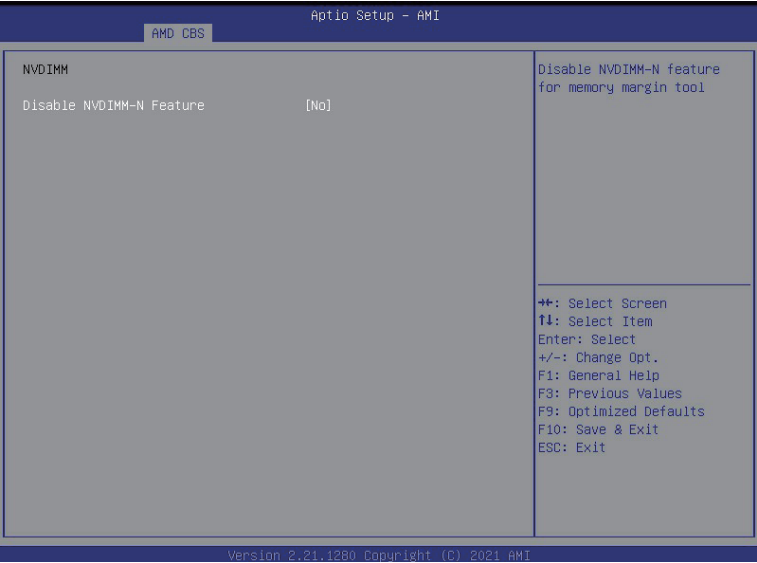 Aptio Setup – AMI
AMD CBS
NVDIMM
Disable NVDIMM-N Feature [No]
Disable NVDIMM-N feature
for memory margin tool
→←: Select Screen
↑↓: Select Item
Enter: Select
+/-: Change Opt.
F1: General Help
F3: Previous Values
F9: Optimized Defaults
F10: Save & Exit
ESC: Exit
Version 2.21.1280 Copyright (C) 2021 AMI